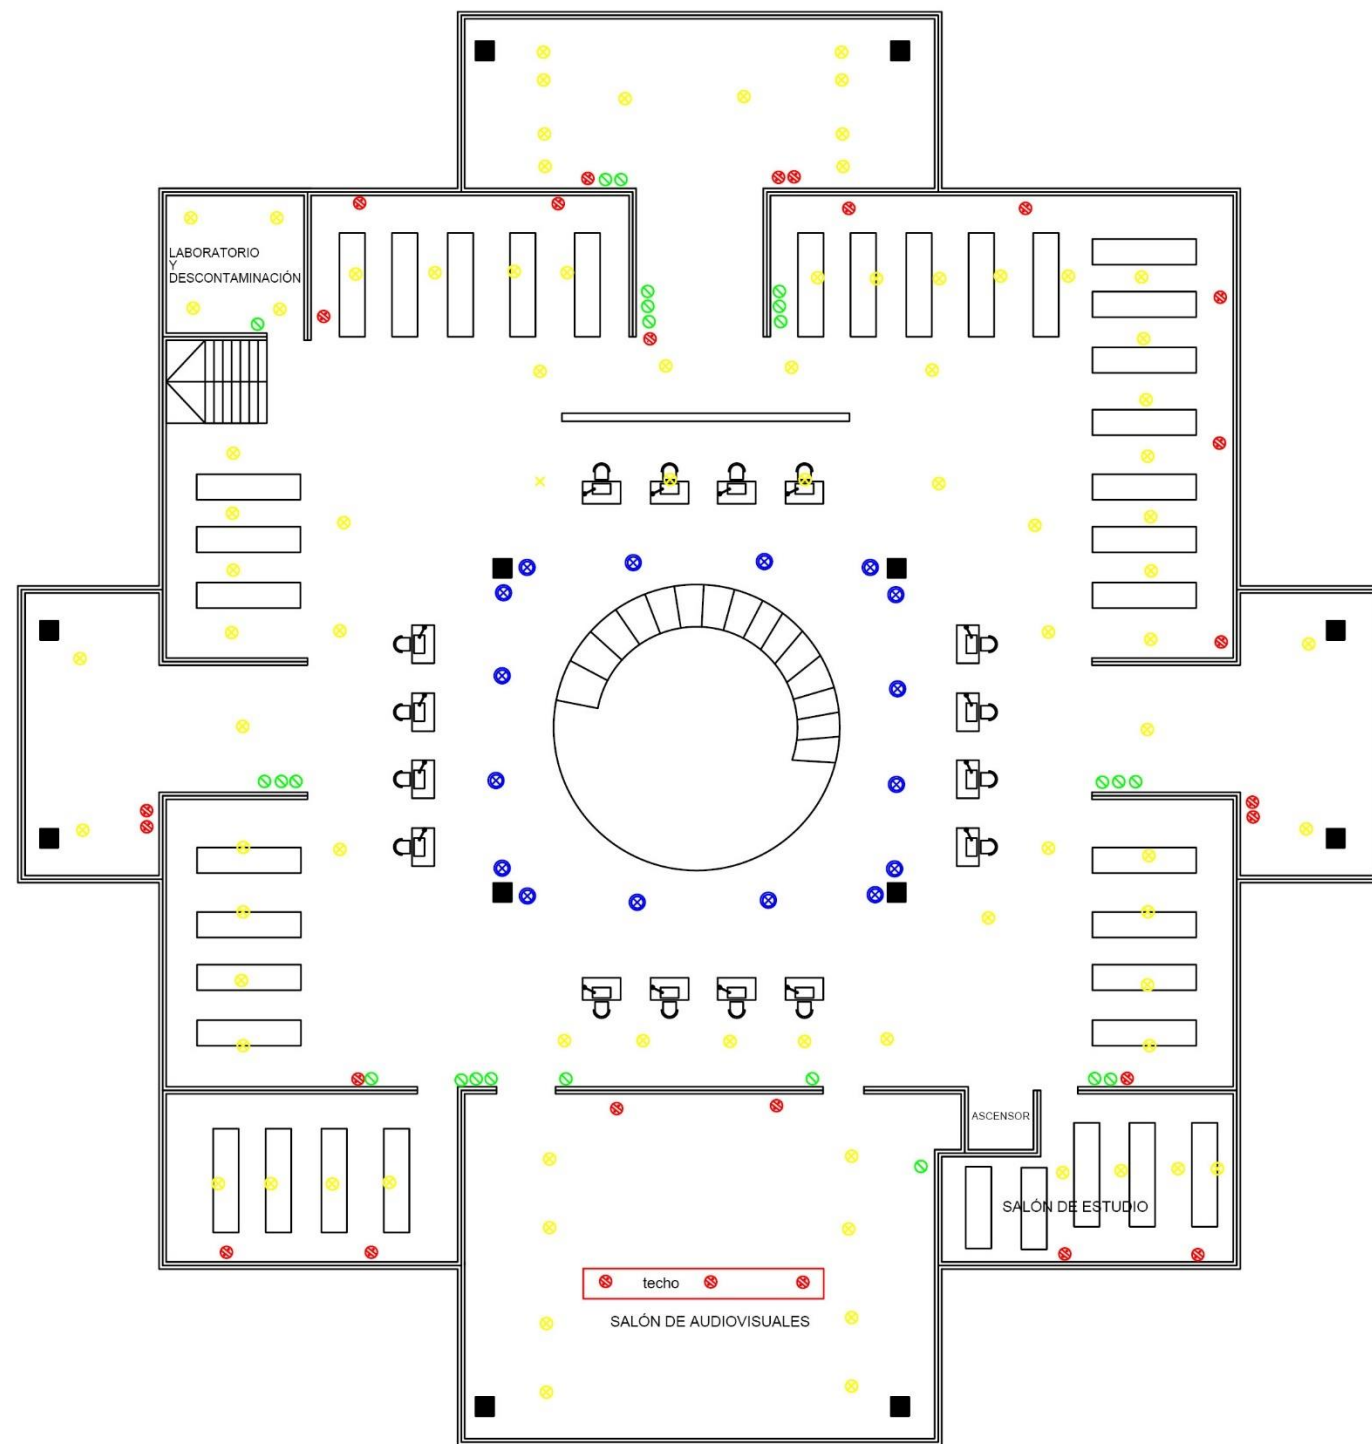 LABORATORIO
Y
DESCONTAMINACIÓN
ASCENSOR
SALÓN DE ESTUDIO
techo
SALÓN DE AUDIOVISUALES